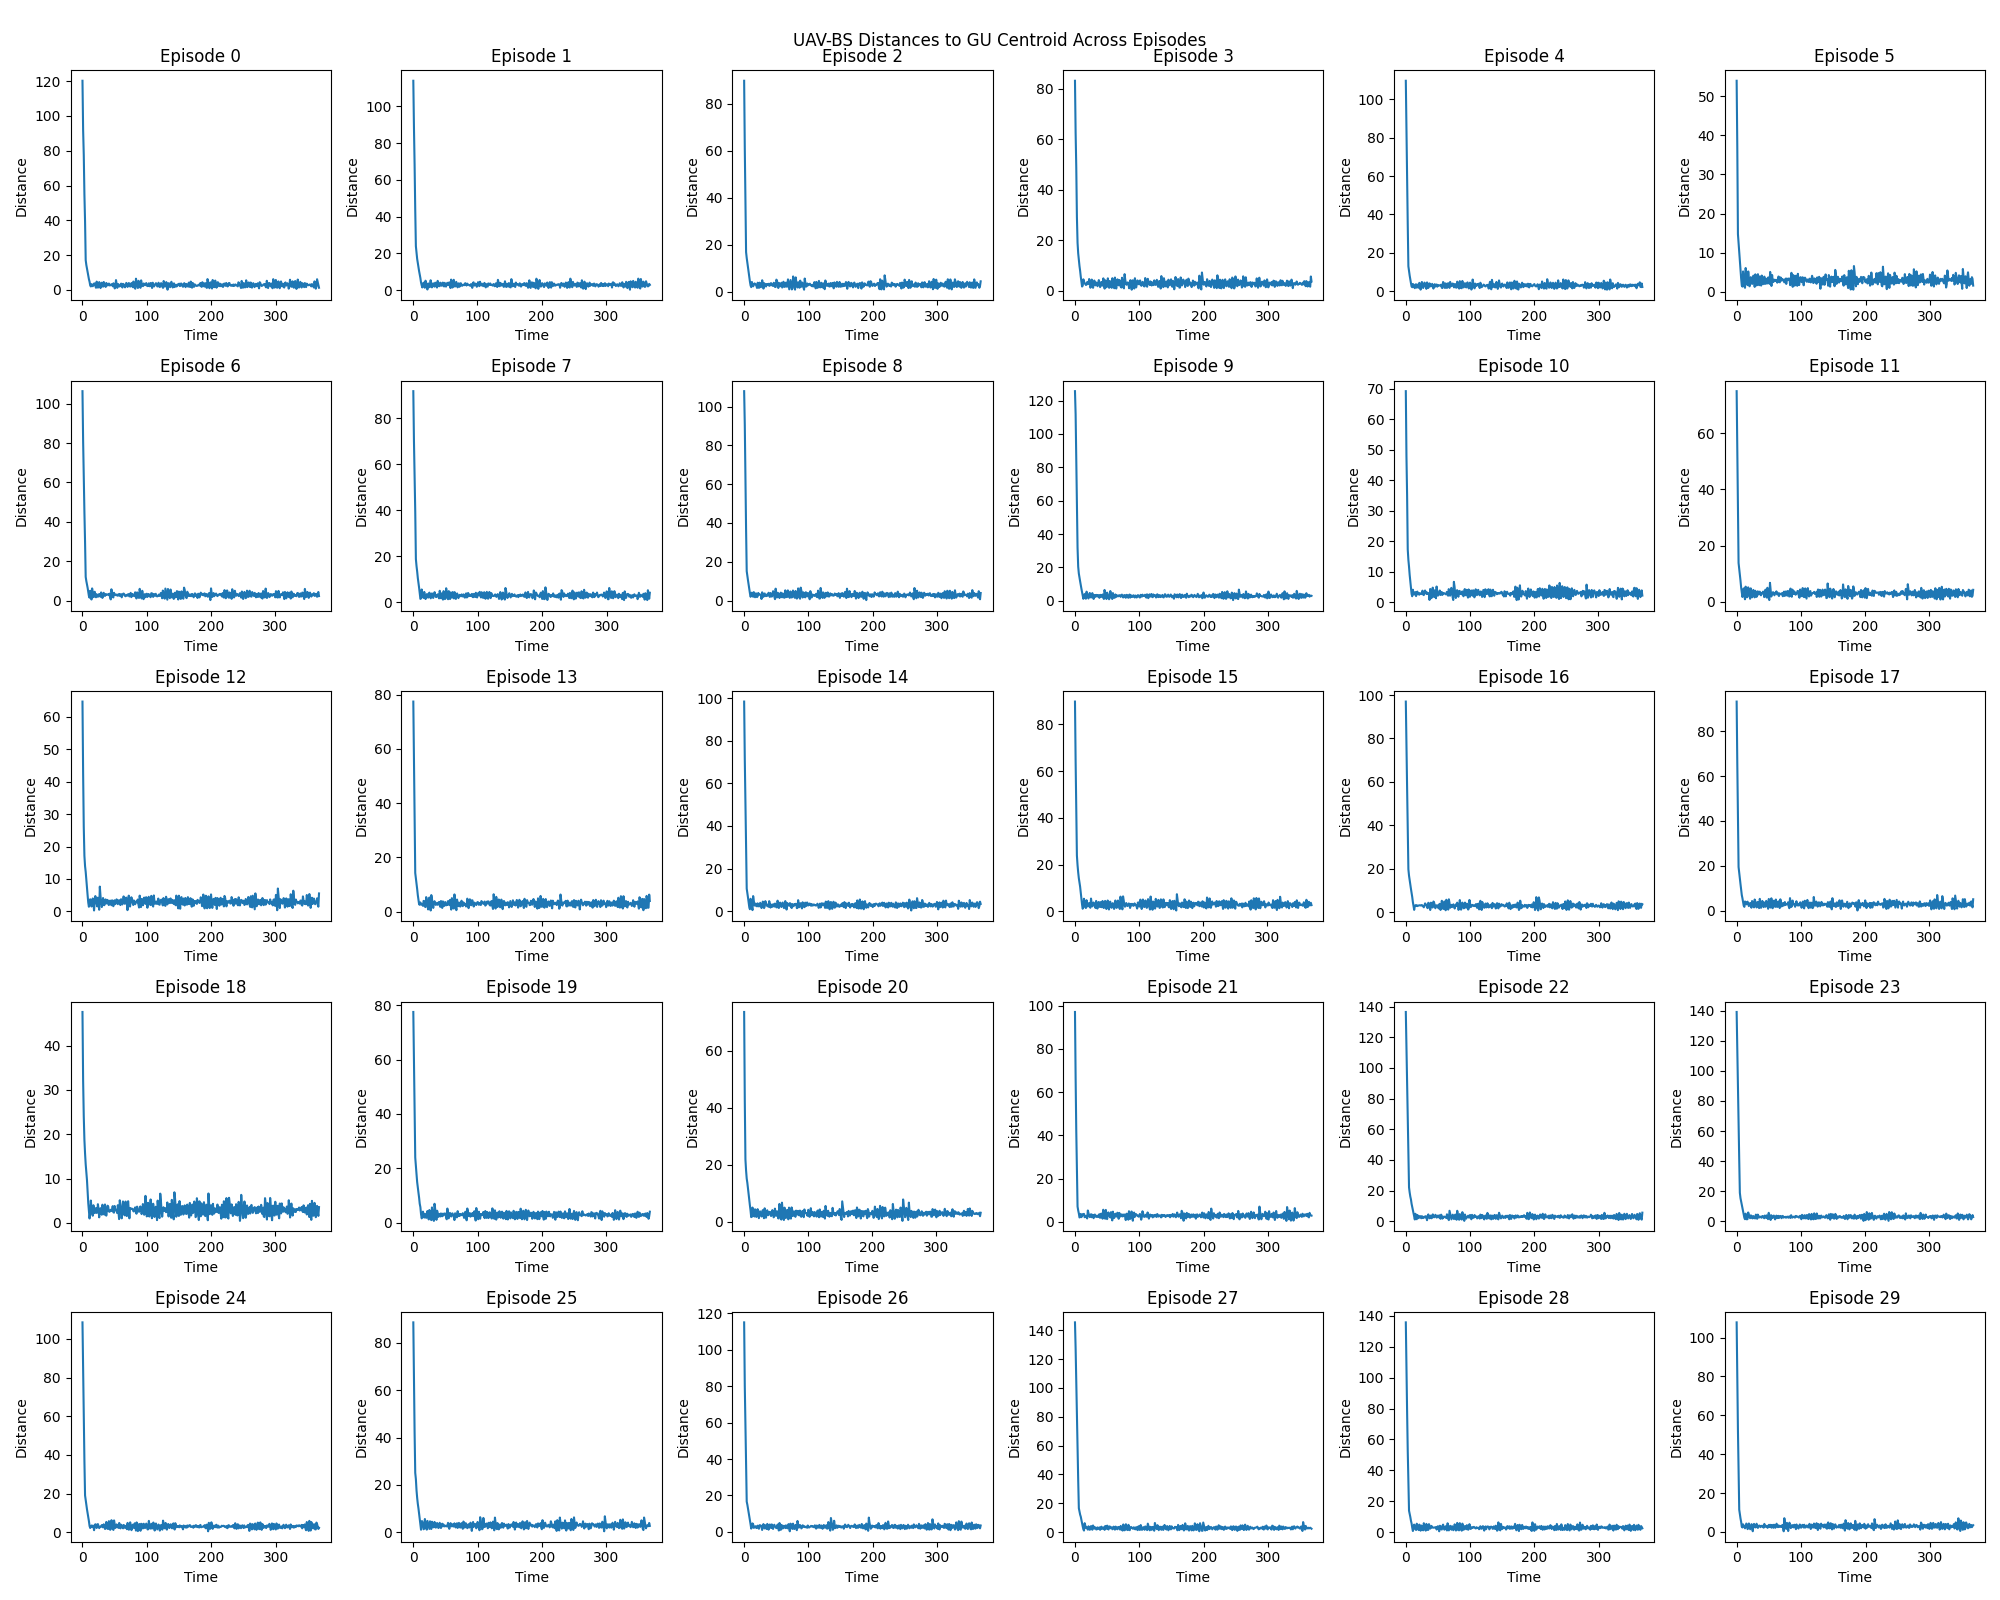 UAV-BS Distances to GU Centroid Across Episodes
Episode 0 Episode 1 Episode 2 Episode 3 Episode 4 Episode 5
Distance 120 100 80 60 40 20 0
Distance 100 80 60 40 20 0
Distance 80 60 40 20 0
Distance 80 60 40 20 0
Distance 100 80 60 40 20 0
Distance 50 40 30 20 10 0
0 100 200 300 0 100 200 300 0 100 200 300 0 100 200 300 0 100 200 300 0 100 200 300
Time Time Time Time Time Time
Episode 6 Episode 7 Episode 8 Episode 9 Episode 10 Episode 11
Distance 100 80 60 40 20 0
Distance 80 60 40 20 0
Distance 100 80 60 40 20 0
Distance 120 100 80 60 40 20 0
Distance 70 60 50 40 30 20 10 0
Distance 60 40 20 0
0 100 200 300 0 100 200 300 0 100 200 300 0 100 200 300 0 100 200 300 0 100 200 300
Time Time Time Time Time Time
Episode 12 Episode 13 Episode 14 Episode 15 Episode 16 Episode 17
Distance 60 50 40 30 20 10 0
Distance 80 60 40 20 0
Distance 100 80 60 40 20 0
Distance 80 60 40 20 0
Distance 100 80 60 40 20 0
Distance 80 60 40 20 0
0 100 200 300 0 100 200 300 0 100 200 300 0 100 200 300 0 100 200 300 0 100 200 300
Time Time Time Time Time Time
Episode 18 Episode 19 Episode 20 Episode 21 Episode 22 Episode 23
Distance 40 30 20 10 0
Distance 80 60 40 20 0
Distance 60 40 20 0
Distance 100 80 60 40 20 0
Distance 140 120 100 80 60 40 20 0
Distance 140 120 100 80 60 40 20 0
0 100 200 300 0 100 200 300 0 100 200 300 0 100 200 300 0 100 200 300 0 100 200 300
Time Time Time Time Time Time
Episode 24 Episode 25 Episode 26 Episode 27 Episode 28 Episode 29
Distance 100 80 60 40 20 0
Distance 80 60 40 20 0
Distance 120 100 80 60 40 20 0
Distance 140 120 100 80 60 40 20 0
Distance 140 120 100 80 60 40 20 0
Distance 100 80 60 40 20 0
0 100 200 300 0 100 200 300 0 100 200 300 0 100 200 300 0 100 200 300 0 100 200 300
Time Time Time Time Time Time